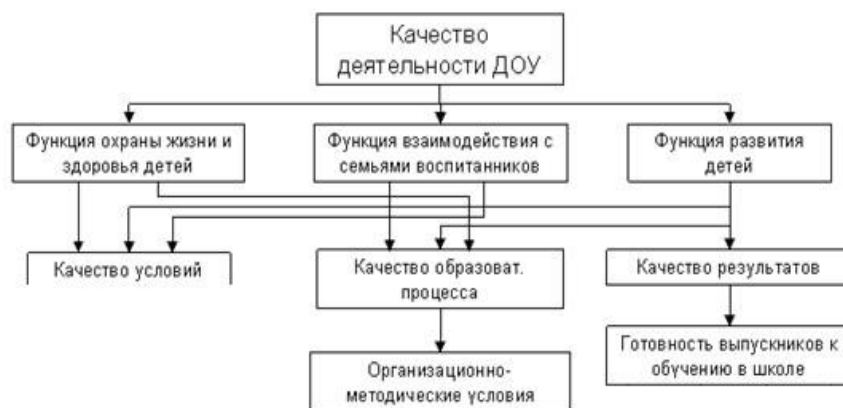 Качество
деятельности ДОУ
Функция охраны жизни и
здоровья детей
Функция взаимодействия с
семьями воспитанников
Функция развития
детей
Качество условий
Качество образоват.
процесса
Качество результатов
Организационно-
методические условия
Готовность выпускников к
обучению в школе